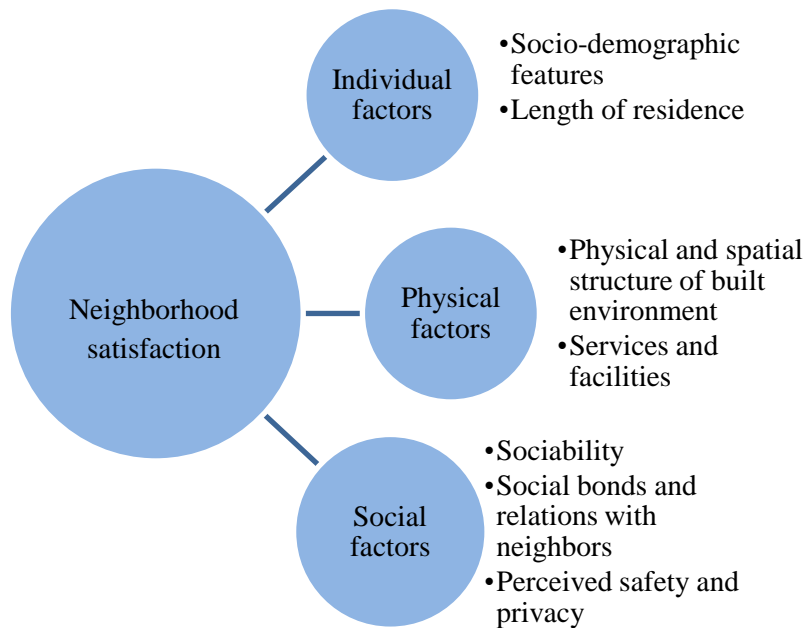 Neighborhood
satisfaction
Individual
factors
•Socio-demographic
features
•Length of residence
Physical
factors
•Physical and spatial
structure of built
environment
•Services and
facilities
Social
factors
•Sociability
•Social bonds and
relations with
neighbors
•Perceived safety and
privacy